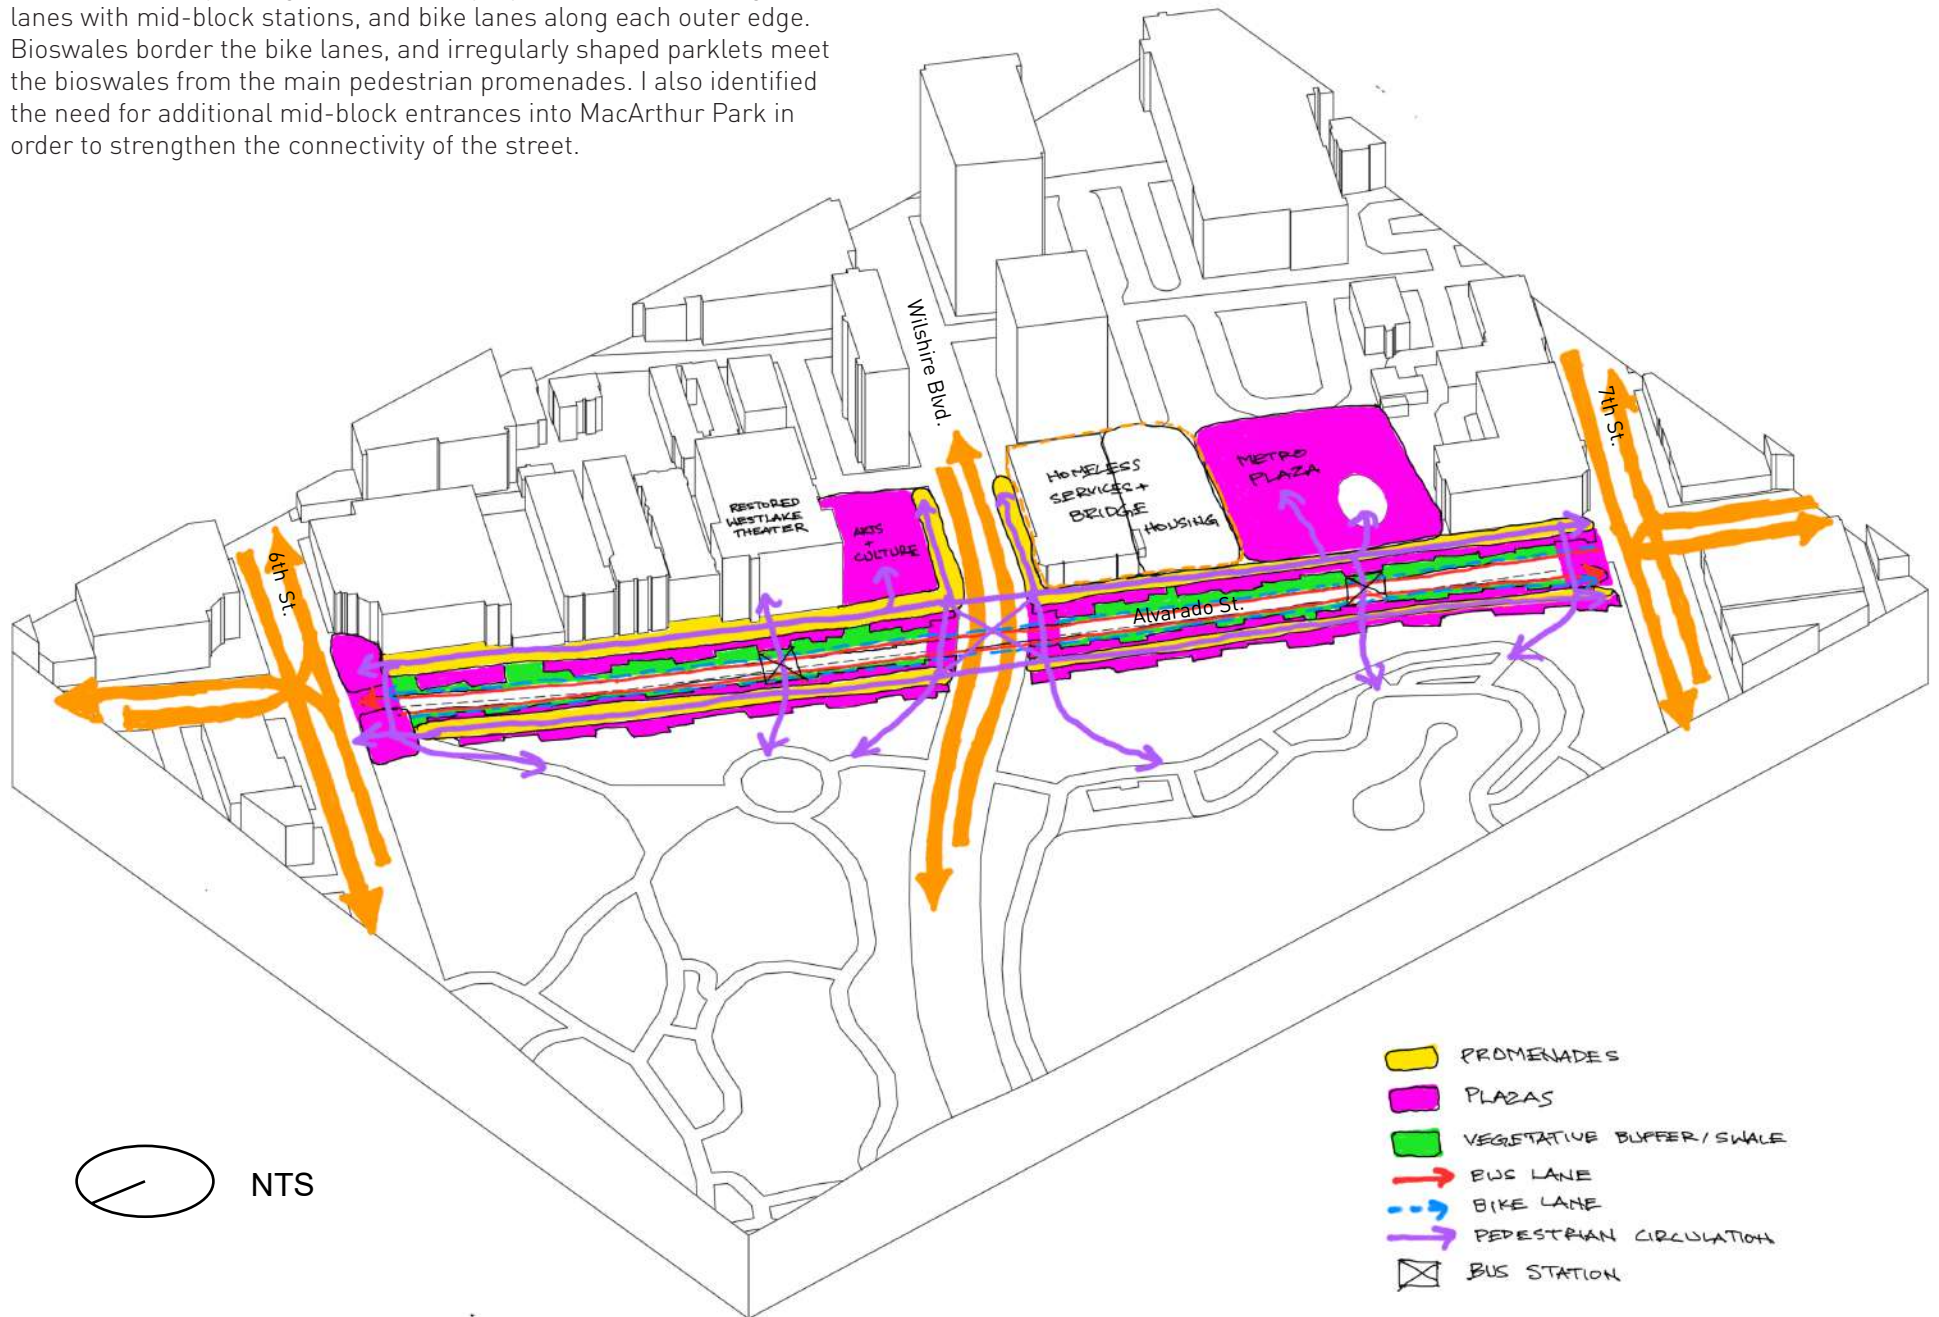 lanes with mid-block stations, and bike lanes along each outer edge.
Bioswales border the bike lanes, and irregularly shaped parklets meet
the bioswales from the main pedestrian promenades. I also identified
the need for additional mid-block entrances into MacArthur Park in
order to strengthen the connectivity of the street.
Wilshire Blvd.
7th St.
METRO
PLAZA
HOMELESS
SERVICES +
BRIDGE
HOUSING
RESTORED
WESTLAKE
THEATER
ARTS
+
CULTURE
6th St.
Alvarado St.
PROMENADES
PLAZAS
VEGETATIVE BUFFER/SWALE
BUS LANE
BIKE LANE
PEDESTRIAN CIRCULATION
BUS STATION
NTS